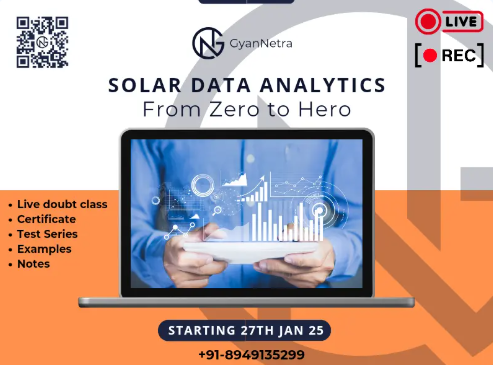 LIVE
GyanNetra
[ REC]
SOLAR DATA ANALYTICS
From Zero to Hero
• Live doubt class
• Certificate
• Test Series
• Examples
• Notes
STARTING 27TH JAN 25
+91-8949135299